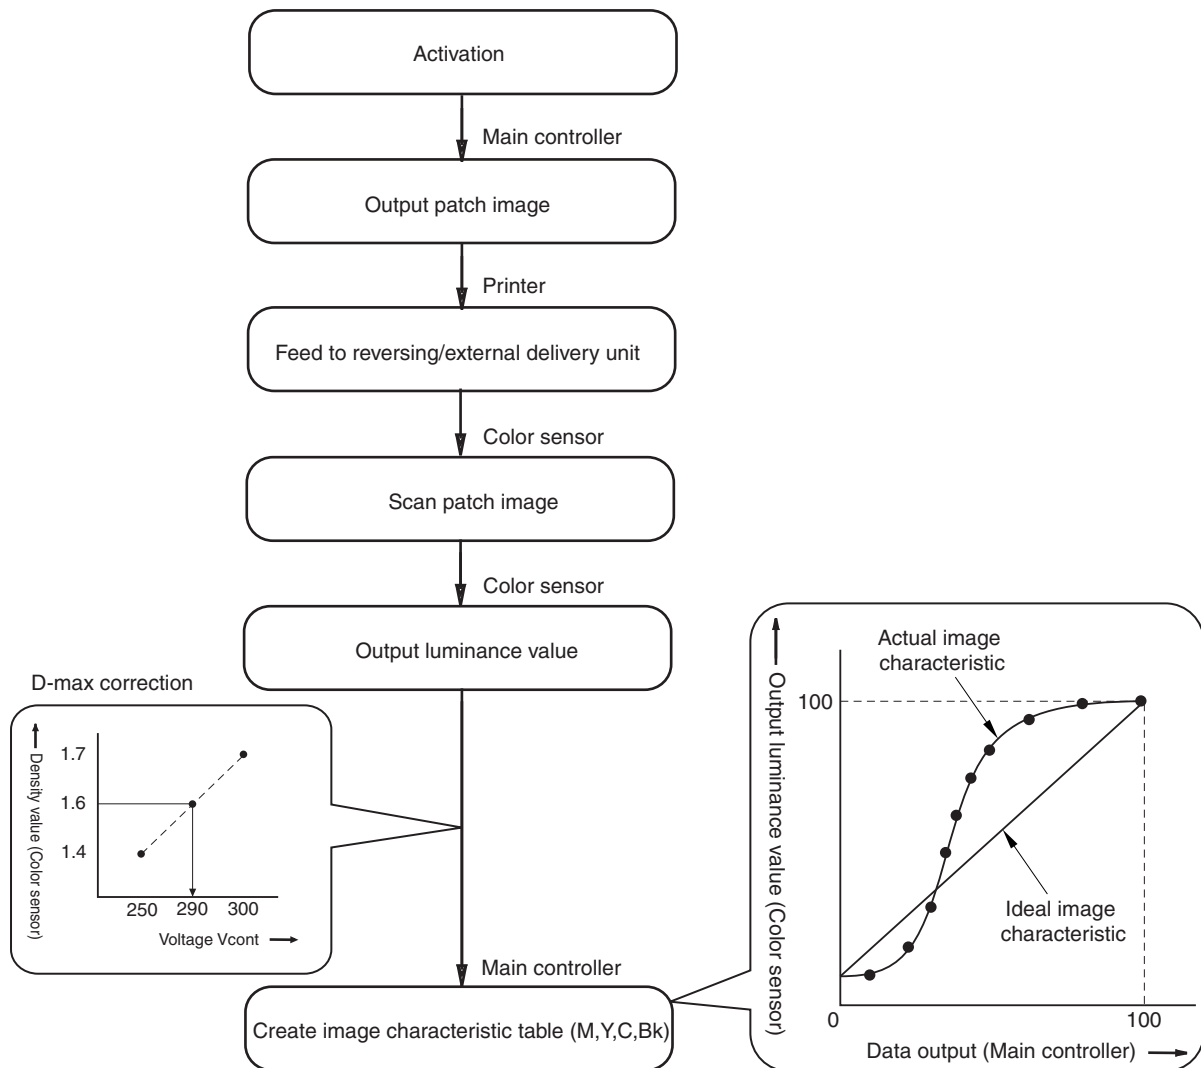 Activation
Main controller
Output patch image
Printer
Feed to reversing/external delivery unit
Color sensor
Scan patch image
Color sensor
Output luminance value
D-max correction
Density value (Color sensor)
1.7
1.6
1.4
250 290 300
Voltage Vcont
Main controller
Create image characteristic table (M,Y,C,Bk)
Output luminance value (Color sensor)
Actual image
characteristic
100
Ideal image
characteristic
0 100
Data output (Main controller)